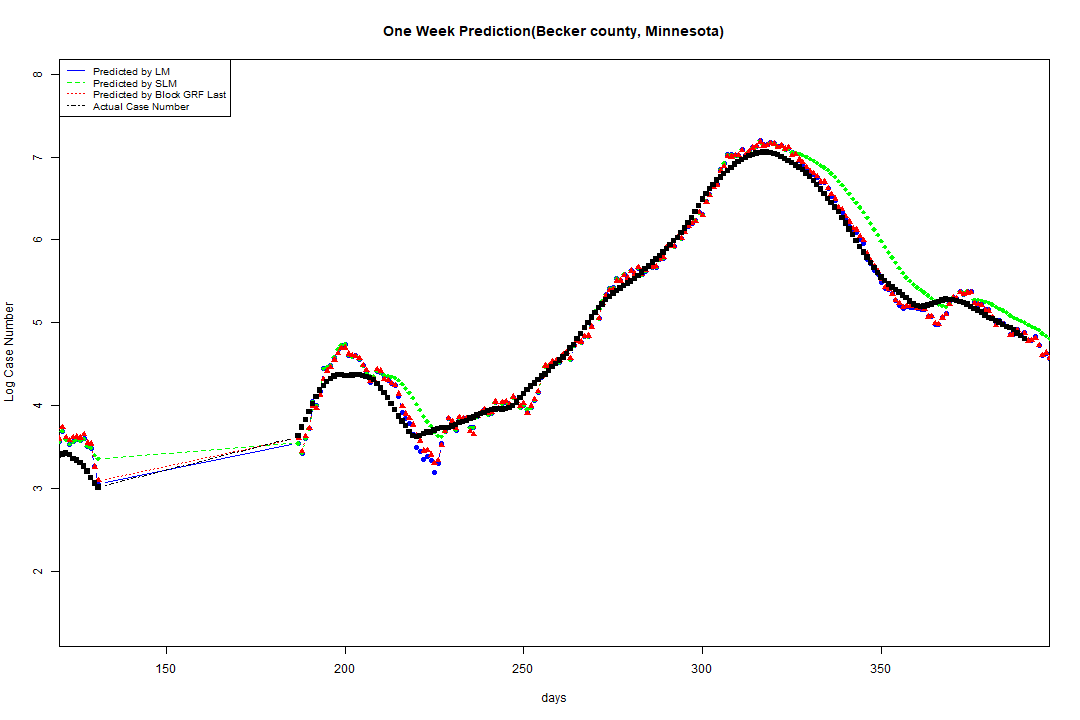 One Week Prediction(Becker county, Minnesota)
Predicted by LM
Predicted by SLM
Predicted by Block GRF Last
Actual Case Number
8
7
6
5
4
3
2
Log Case Number
150 200 250 300 350
days